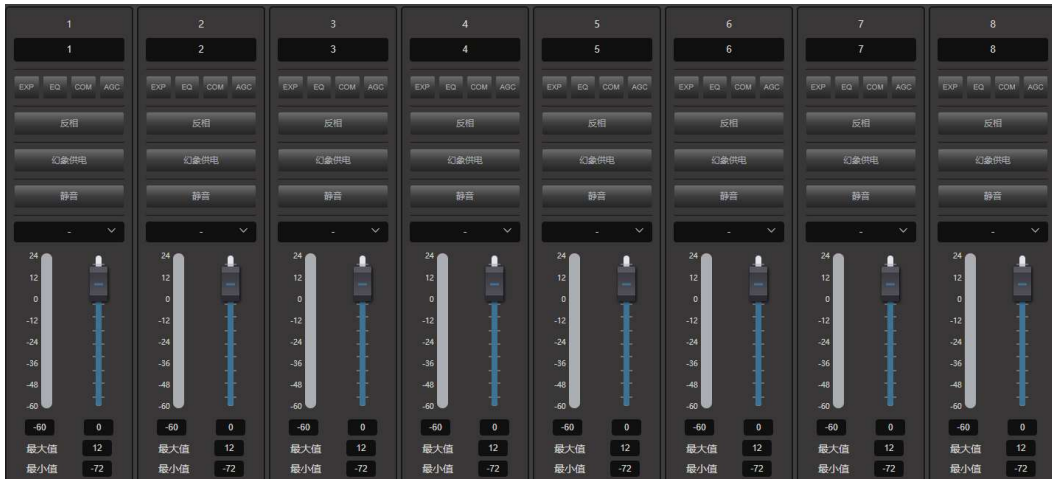 1 2 3 4 5 6 7 8
1 2 3 4 5 6 7 8
EXP EQ COM AGC EXP EQ COM AGC EXP EQ COM AGC EXP EQ COM AGC EXP EQ COM AGC EXP EQ COM AGC EXP EQ COM AGC EXP EQ COM AGC
反相 反相 反相 反相 反相 反相 反相 反相
幻象供电 幻象供电 幻象供电 幻象供电 幻象供电 幻象供电 幻象供电 幻象供电
静音 静音 静音 静音 静音 静音 静音 静音
- - - - - - - -
24 24 24 24 24 24 24 24
12 12 12 12 12 12 12 12
0 0 0 0 0 0 0 0
-12 -12 -12 -12 -12 -12 -12 -12
-24 -24 -24 -24 -24 -24 -24 -24
-36 -36 -36 -36 -36 -36 -36 -36
-48 -48 -48 -48 -48 -48 -48 -48
-60 -60 -60 -60 -60 -60 -60 -60
-60 0 -60 0 -60 0 -60 0 -60 0 -60 0 -60 0 -60 0
最大值 12 最大值 12 最大值 12 最大值 12 最大值 12 最大值 12 最大值 12 最大值 12
最小值 -72 最小值 -72 最小值 -72 最小值 -72 最小值 -72 最小值 -72 最小值 -72 最小值 -72